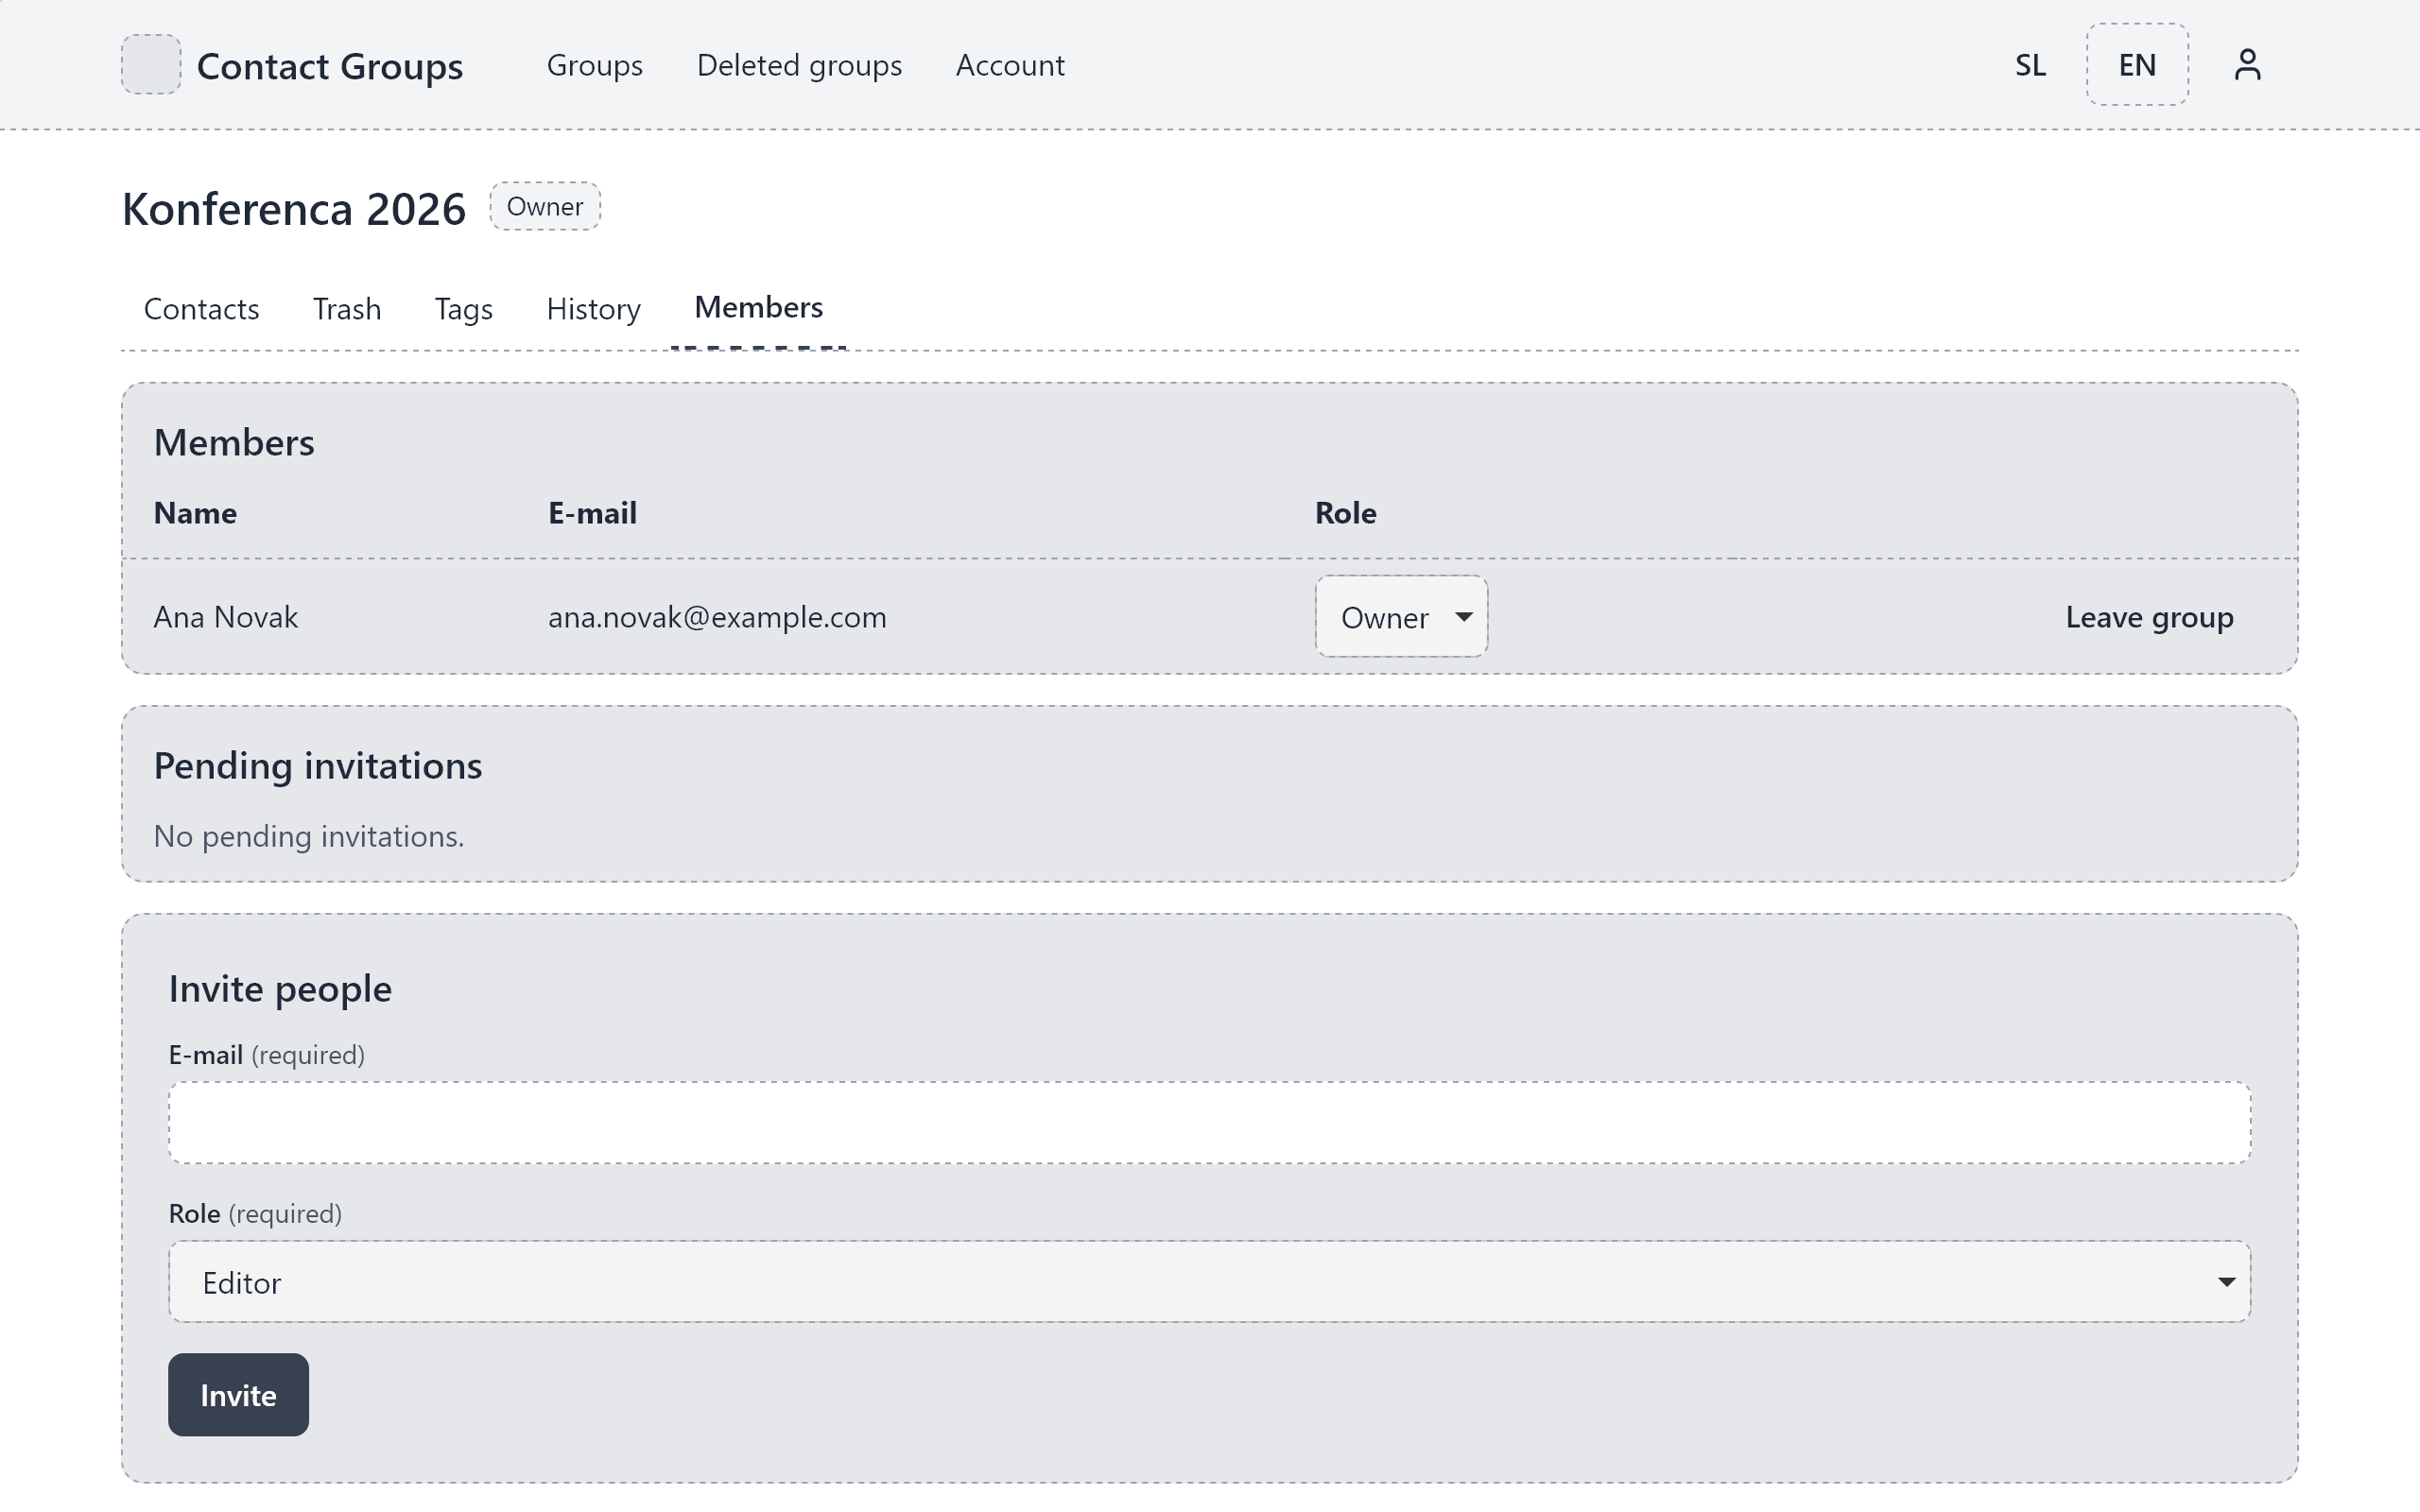 Contact Groups Groups Deleted groups Account SL EN
Konferenca 2026 Owner
Contacts Trash Tags History Members
Members
Name E-mail Role
Ana Novak ana.novak@example.com Owner Leave group
Pending invitations
No pending invitations.
Invite people
E-mail (required)
Role (required)
Editor
Invite